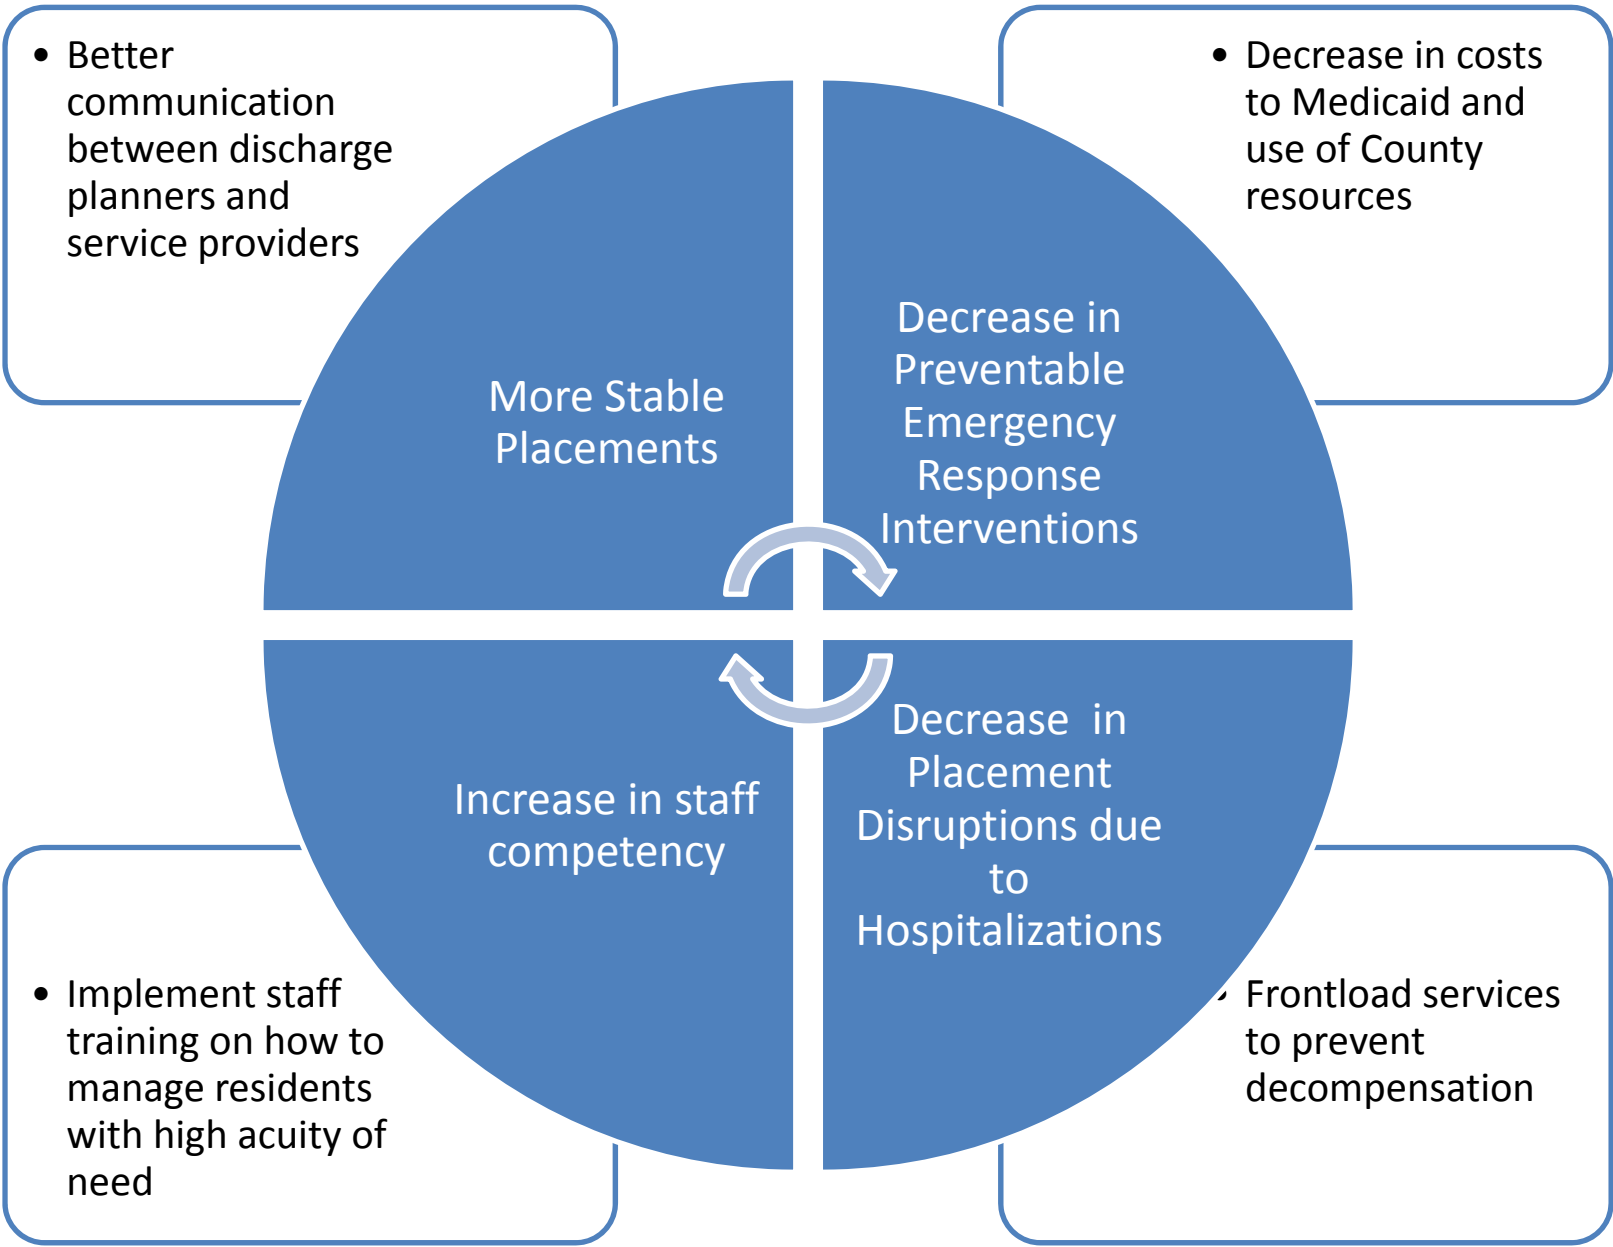 • Better
communication
between discharge
planners and
service providers
• Decrease in costs
to Medicaid and
use of County
resources
More Stable
Placements
Decrease in
Preventable
Emergency
Response
Interventions
Increase in staff
competency
Decrease in
Placement
Disruptions due
to
Hospitalizations
• Implement staff
training on how to
manage residents
with high acuity of
need
• Frontload services
to prevent
decompensation